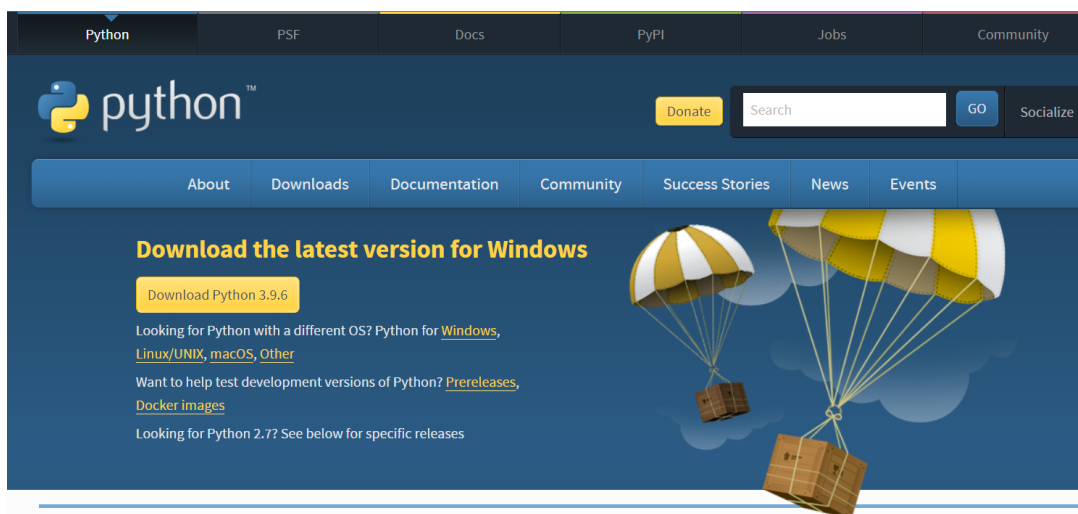 Python PSF Docs PyPI Jobs Community
python™
Donate Search GO Socialize
About Downloads Documentation Community Success Stories News Events
Download the latest version for Windows
Download Python 3.9.6
Looking for Python with a different OS? Python for Windows,
Linux/UNIX, macOS, Other
Want to help test development versions of Python? Prereleases,
Docker images
Looking for Python 2.7? See below for specific releases